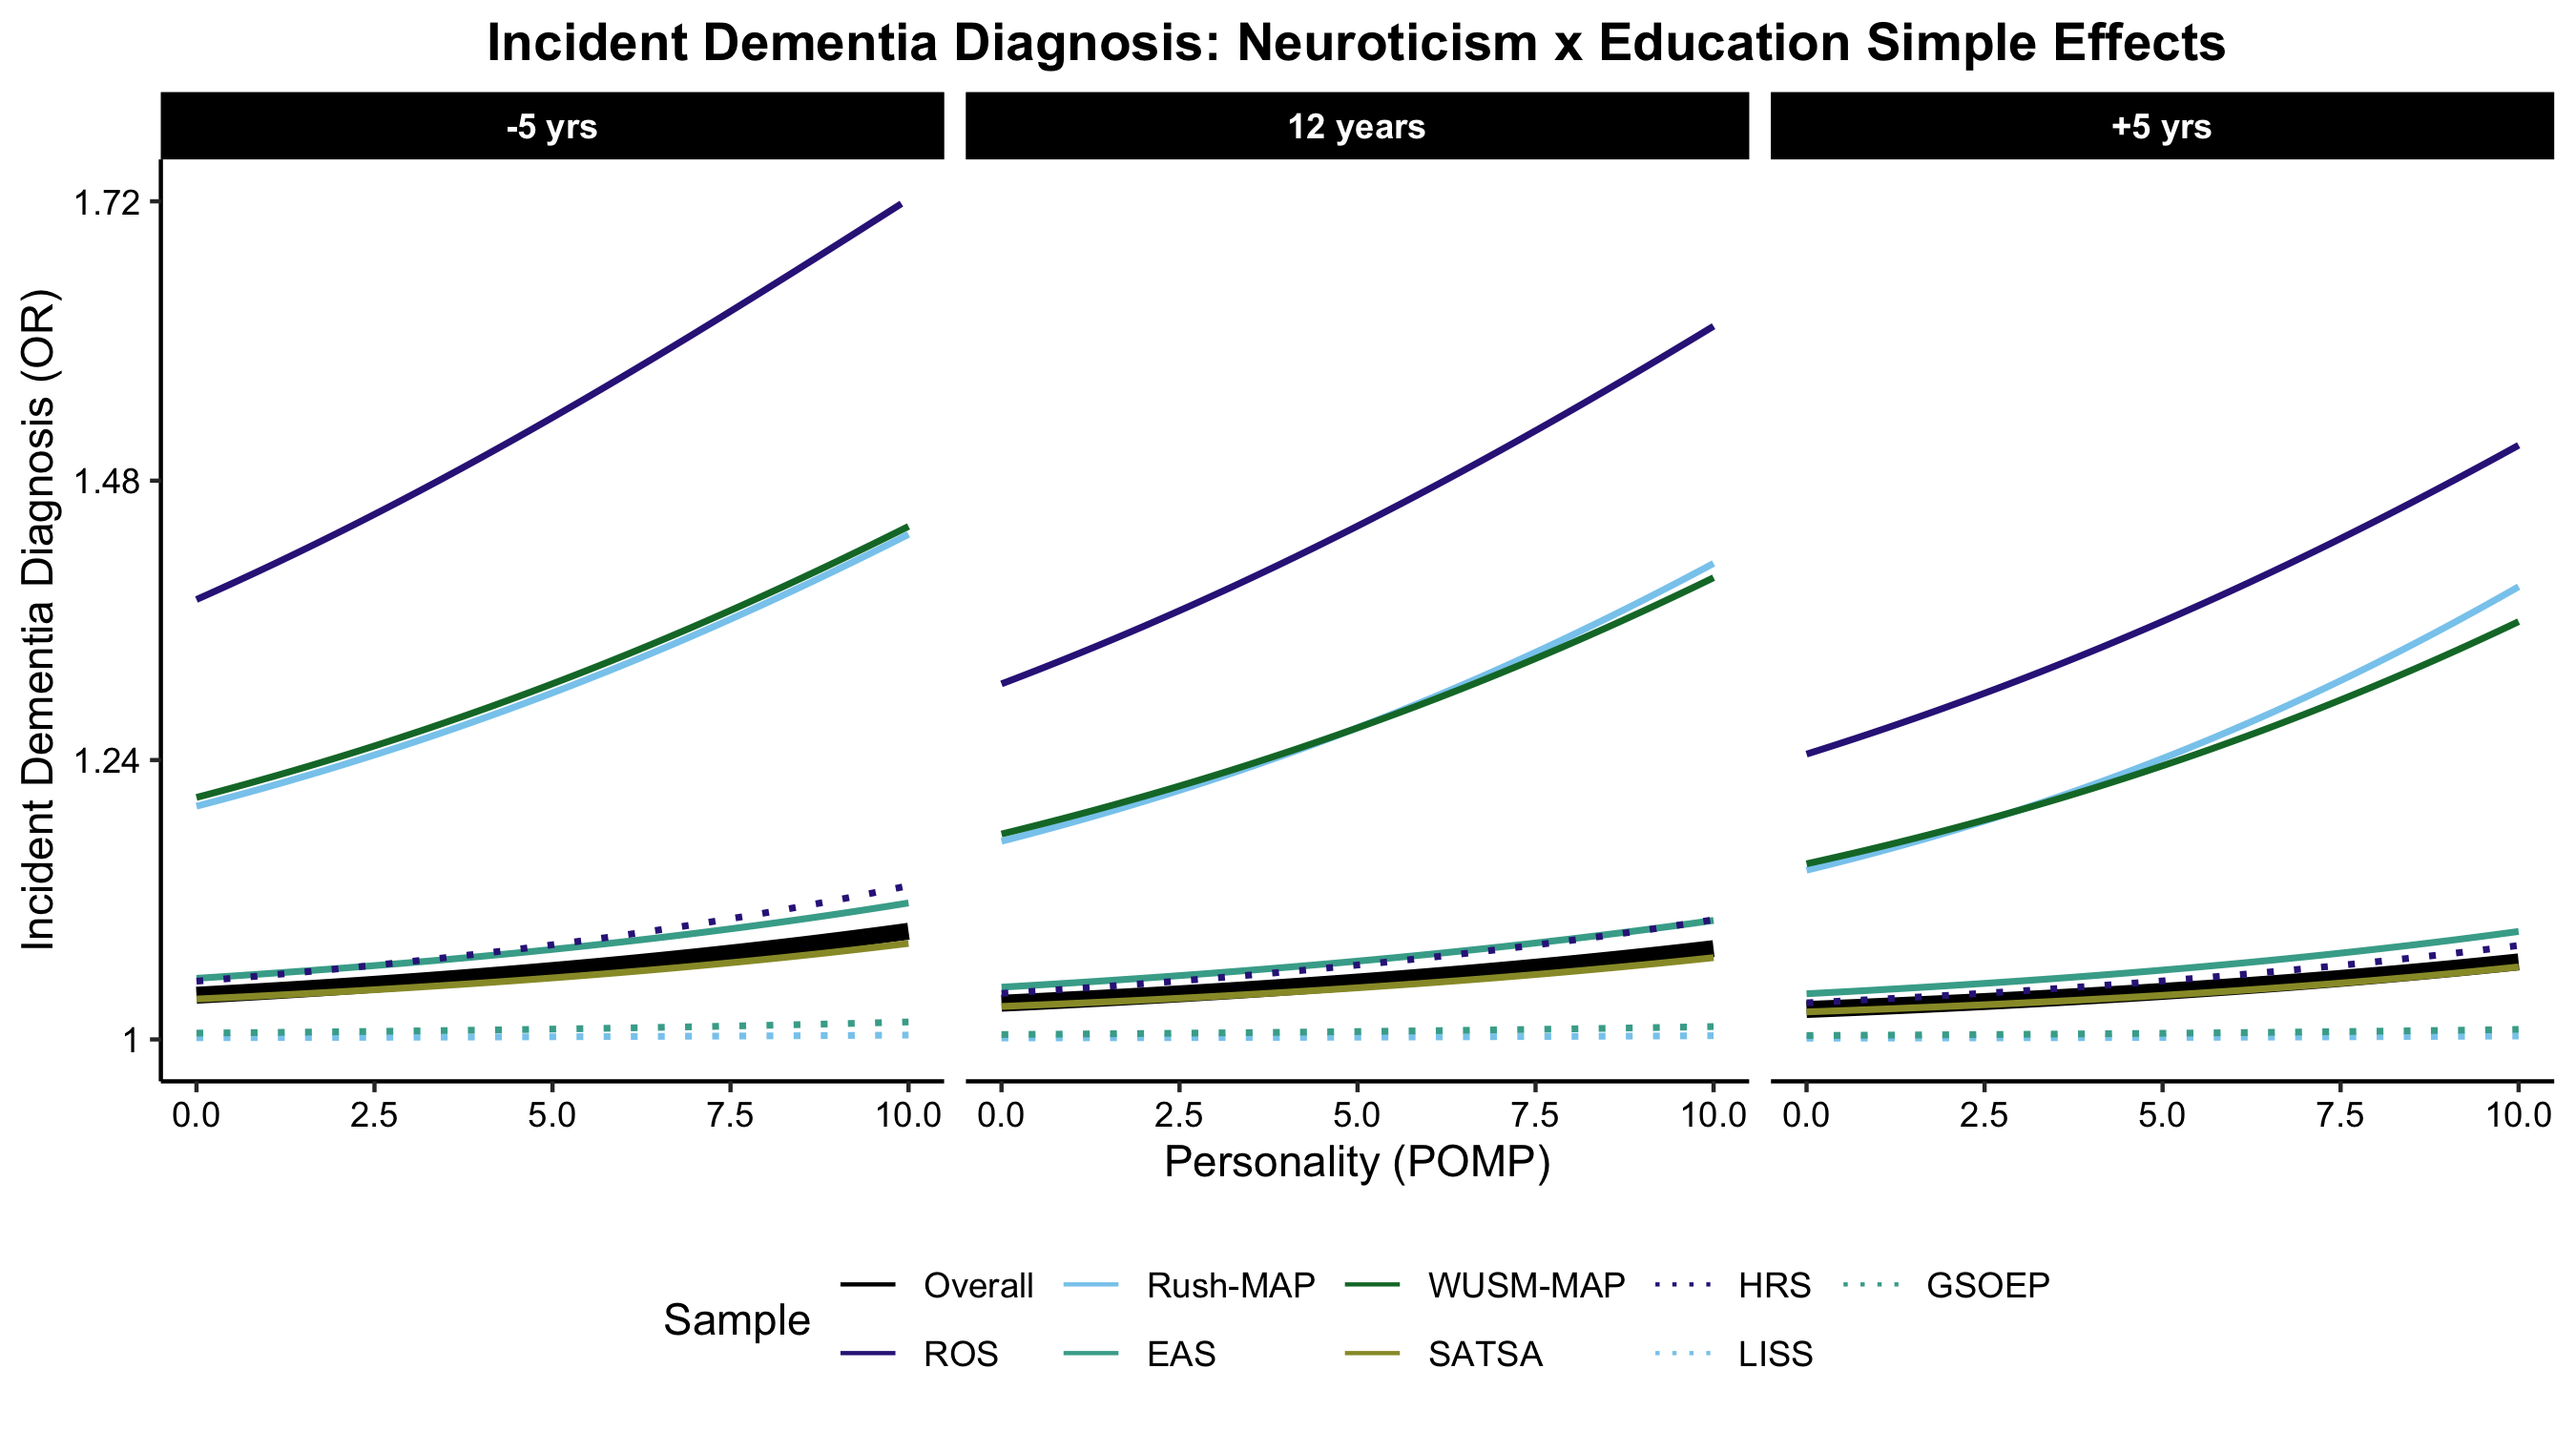 Incident Dementia Diagnosis: Neuroticism x Education Simple Effects
-5 yrs
12 years
+5 yrs
Incident Dementia Diagnosis (OR)
1.72
1.48
1.24
1
0.0 2.5 5.0 7.5 10.0
0.0 2.5 5.0 7.5 10.0
0.0 2.5 5.0 7.5 10.0
Personality (POMP)
Sample
Overall Rush-MAP WUSM-MAP HRS GSOEP
ROS EAS SATSA LISS